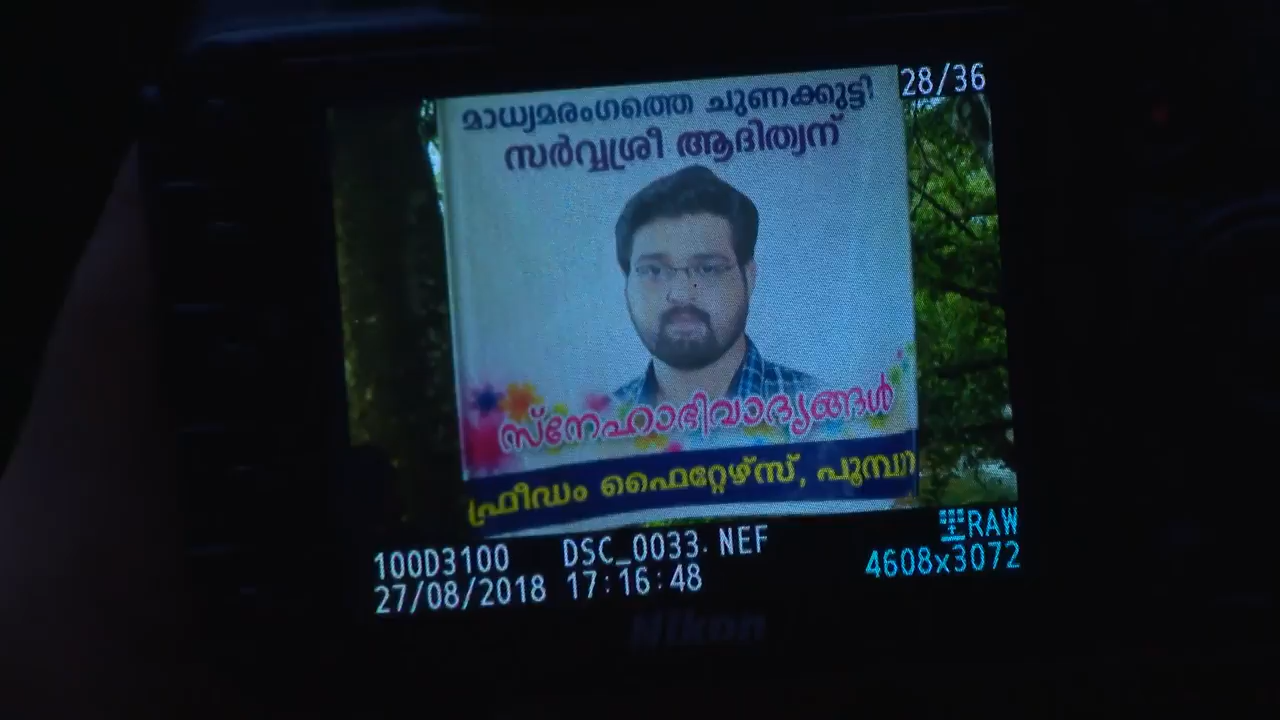 28/36
മാധ്യമരംഗത്തെ ചുണക്കുട്ടി
സർവ്വശ്രീ ആദിത്യന്
സ്നേഹാഭിവാദ്യങ്ങൾ
ഫ്രീഡം ഫൈറ്റേഴ്സ്,
100D3100 DSC_0033.NEF RAW
27/08/2018 17:16:48 4608x3072
Nikon